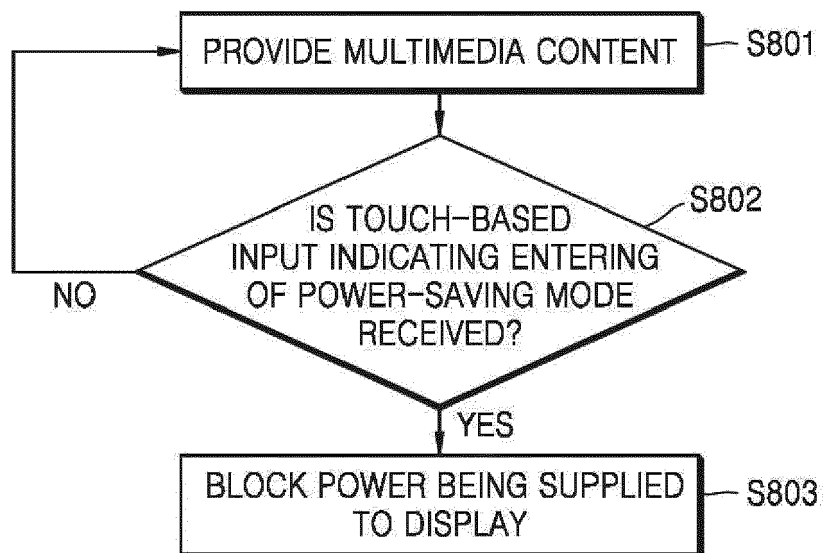 PROVIDE MULTIMEDIA CONTENT
S801
IS TOUCH-BASED
INPUT INDICATING ENTERING
OF POWER-SAVING MODE
RECEIVED?
S802
NO
YES
BLOCK POWER BEING SUPPLIED
TO DISPLAY
S803